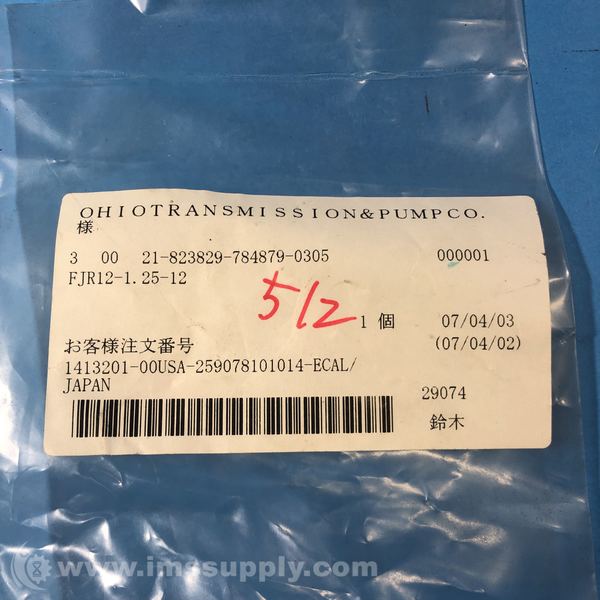 OHIOTRANSMISSION&PUMPCO.
様
3 00 21-823829-784879-0305 000001
FJR12-1.25-12
512
1 個 07/04/03
お客様注文番号 (07/04/02)
1413201-00USA-259078101014-ECAL/
JAPAN
29074
鈴木
www.imssupply.com